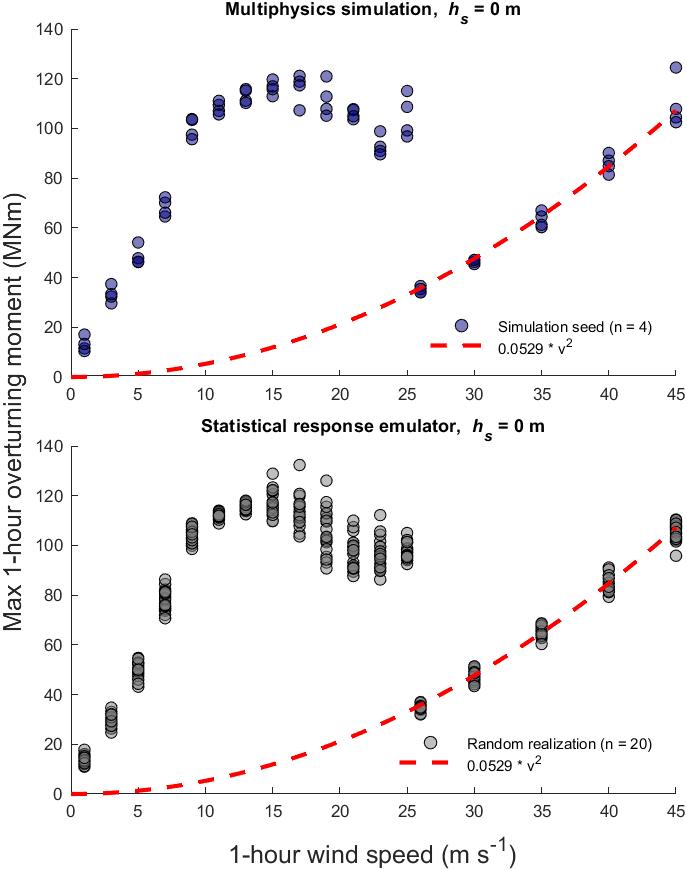 Multiphysics simulation, hₛ = 0 m
140
120
100
80
60
40
20
0
0 5 10 15 20 25 30 35 40 45
Simulation seed (n = 4)
0.0529 * v²
Max 1-hour overturning moment (MNm)
Statistical response emulator, hₛ = 0 m
140
120
100
80
60
40
20
0
0 5 10 15 20 25 30 35 40 45
Random realization (n = 20)
0.0529 * v²
1-hour wind speed (m s⁻¹)